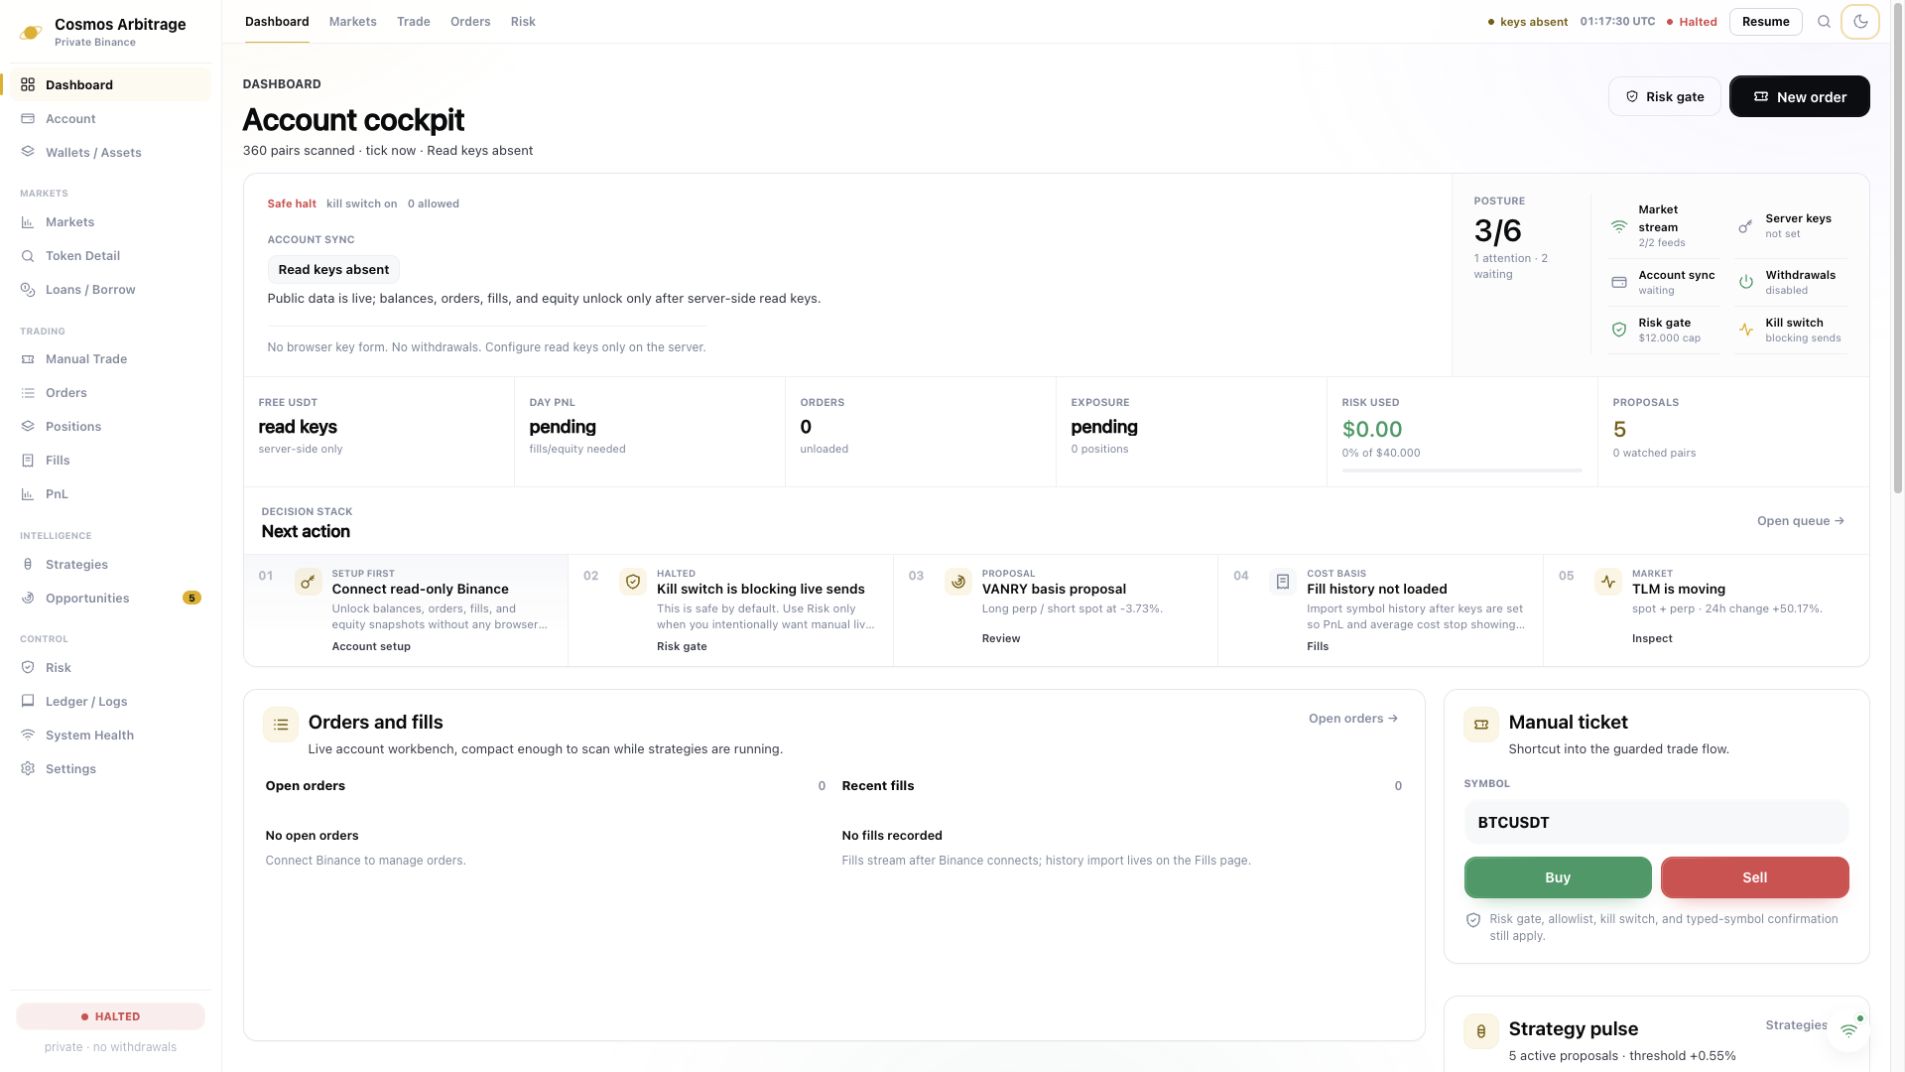 Cosmos Arbitrage
Private Binance
Dashboard
Account
Wallets / Assets
MARKETS
Markets
Token Detail
Loans / Borrow
TRADING
Manual Trade
Orders
Positions
Fills
PnL
INTELLIGENCE
Strategies
Opportunities 5
CONTROL
Risk
Ledger / Logs
System Health
Settings
HALTED
private · no withdrawals
Dashboard Markets Trade Orders Risk
keys absent 01:17:30 UTC Halted Resume
DASHBOARD
Account cockpit
360 pairs scanned · tick now · Read keys absent
Risk gate New order
Safe halt kill switch on 0 allowed
ACCOUNT SYNC
Read keys absent
Public data is live; balances, orders, fills, and equity unlock only after server-side read keys.
No browser key form. No withdrawals. Configure read keys only on the server.
POSTURE
3/6
1 attention · 2
waiting
Market
stream
2/2 feeds
Server keys
not set
Account sync
waiting
Withdrawals
disabled
Risk gate
$12.000 cap
Kill switch
blocking sends
FREE USDT
read keys
server-side only
DAY PNL
pending
fills/equity needed
ORDERS
0
unloaded
EXPOSURE
pending
0 positions
RISK USED
$0.00
0% of $40.000
PROPOSALS
5
0 watched pairs
DECISION STACK
Next action
Open queue →
01
SETUP FIRST
Connect read-only Binance
Unlock balances, orders, fills, and
equity snapshots without any browser...
Account setup
02
HALTED
Kill switch is blocking live sends
This is safe by default. Use Risk only
when you intentionally want manual liv...
Risk gate
03
PROPOSAL
VANRY basis proposal
Long perp / short spot at -3.73%.
Review
04
COST BASIS
Fill history not loaded
Import symbol history after keys are set
so PnL and average cost stop showing...
Fills
05
MARKET
TLM is moving
spot + perp · 24h change +50.17%.
Inspect
Orders and fills
Live account workbench, compact enough to scan while strategies are running.
Open orders →
Open orders 0
No open orders
Connect Binance to manage orders.
Recent fills 0
No fills recorded
Fills stream after Binance connects; history import lives on the Fills page.
Manual ticket
Shortcut into the guarded trade flow.
SYMBOL
BTCUSDT
Buy Sell
Risk gate, allowlist, kill switch, and typed-symbol confirmation
still apply.
Strategy pulse
Strategies
5 active proposals · threshold +0.55%